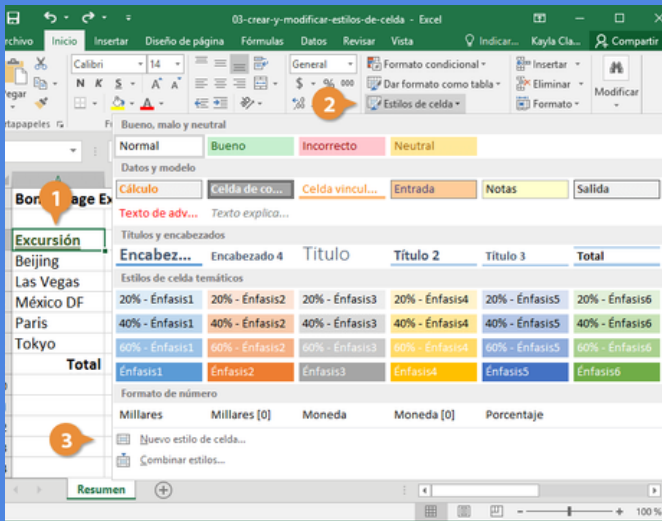 03-crear-y-modificar-estilos-de-celda - Excel
rchivo Inicio Insertar Diseño de página Fórmulas Datos Revisar Vista Indicar... Kayla Cla... Compartir
Calibri 14 General Formato condicional Insertar
N K S $ % 000 Dar formato como tabla Eliminar Modificar
egar 2 Estilos de celda Formato
rtapapeles
Bueno, malo y neutral
Normal Bueno Incorrecto Neutral
Datos y modelo
Cálculo Celda de co... Celda vincul... Entrada Notas Salida
Texto de adv... Texto explica...
Títulos y encabezados
Encabez... Encabezado 4 Título Título 2 Título 3 Total
Estilos de celda temáticos
20% - Énfasis1 20% - Énfasis2 20% - Énfasis3 20% - Énfasis4 20% - Énfasis5 20% - Énfasis6
40% - Énfasis1 40% - Énfasis2 40% - Énfasis3 40% - Énfasis4 40% - Énfasis5 40% - Énfasis6
60% - Énfasis1 60% - Énfasis2 60% - Énfasis3 60% - Énfasis4 60% - Énfasis5 60% - Énfasis6
Énfasis1 Énfasis2 Énfasis3 Énfasis4 Énfasis5 Énfasis6
Formato de número
Millares Millares [0] Moneda Moneda [0] Porcentaje
3 Nuevo estilo de celda...
Combinar estilos...
Bon age Ex
1
Excursión
Beijing
Las Vegas
México DF
Paris
Tokyo
Total
Resumen
100 %